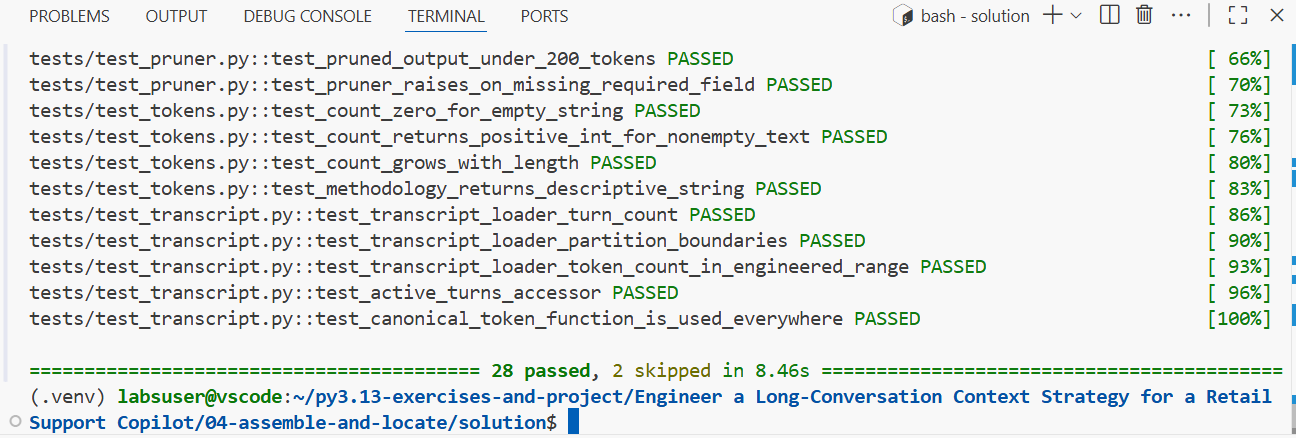 PROBLEMS OUTPUT DEBUG CONSOLE TERMINAL PORTS bash - solution
tests/test_pruner.py::test_pruned_output_under_200_tokens PASSED [ 66%]
tests/test_pruner.py::test_pruner_raises_on_missing_required_field PASSED [ 70%]
tests/test_tokens.py::test_count_zero_for_empty_string PASSED [ 73%]
tests/test_tokens.py::test_count_returns_positive_int_for_nonempty_text PASSED [ 76%]
tests/test_tokens.py::test_count_grows_with_length PASSED [ 80%]
tests/test_tokens.py::test_methodology_returns_descriptive_string PASSED [ 83%]
tests/test_transcript.py::test_transcript_loader_turn_count PASSED [ 86%]
tests/test_transcript.py::test_transcript_loader_partition_boundaries PASSED [ 90%]
tests/test_transcript.py::test_transcript_loader_token_count_in_engineered_range PASSED [ 93%]
tests/test_transcript.py::test_active_turns_accessor PASSED [ 96%]
tests/test_transcript.py::test_canonical_token_function_is_used_everywhere PASSED [100%]
========================================= 28 passed, 2 skipped in 8.46s ==========================================
(.venv) labsuser@vscode:~/py3.13-exercises-and-project/Engineer a Long-Conversation Context Strategy for a Retail
Support Copilot/04-assemble-and-locate/solution$